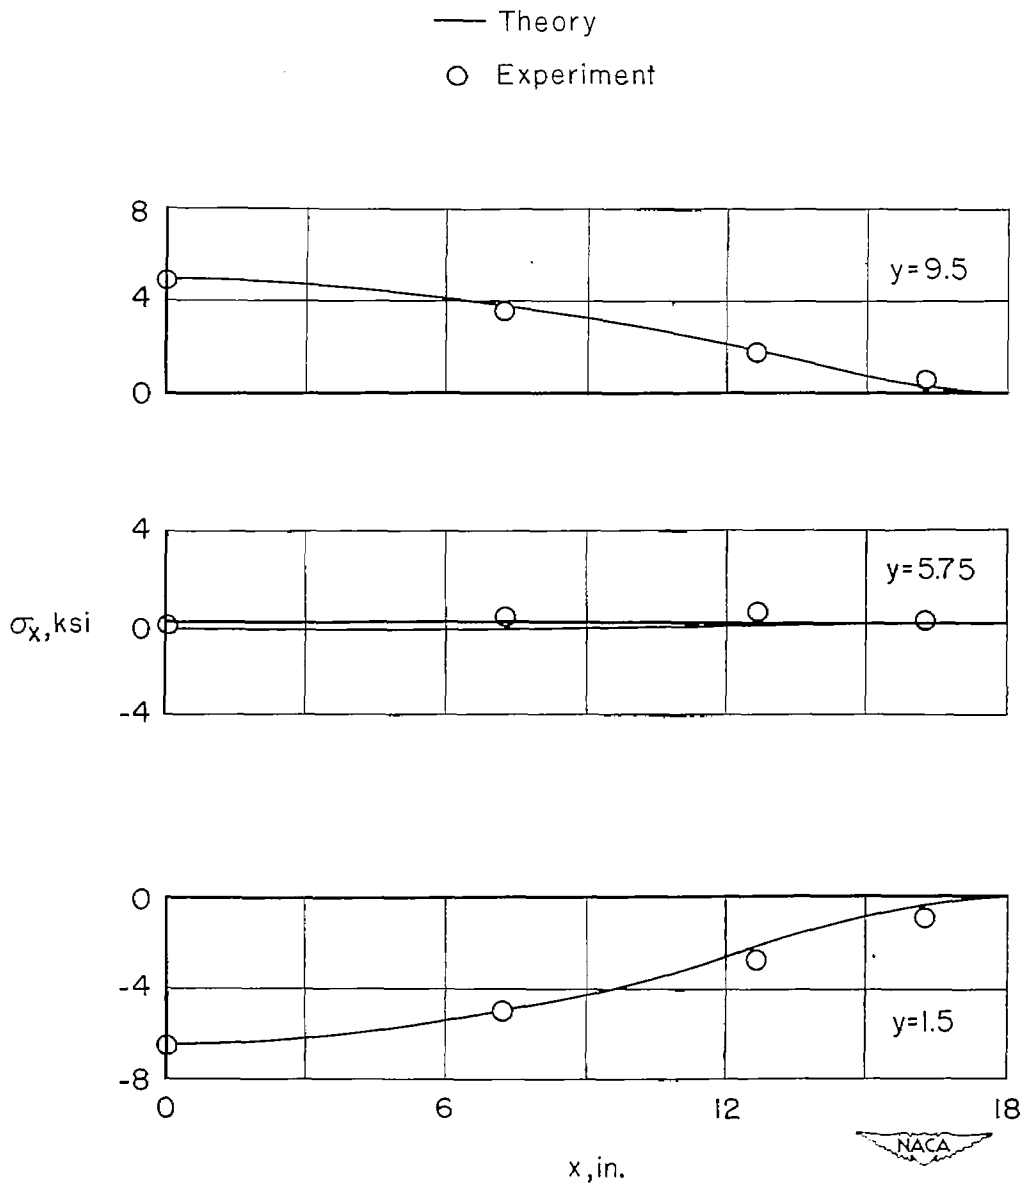 Theory
Experiment
8
4
0
y=9.5
4
0
-4
y=5.75
σx, ksi
0
-4
-8
y=1.5
0 6 12 18
NACA
x, in.